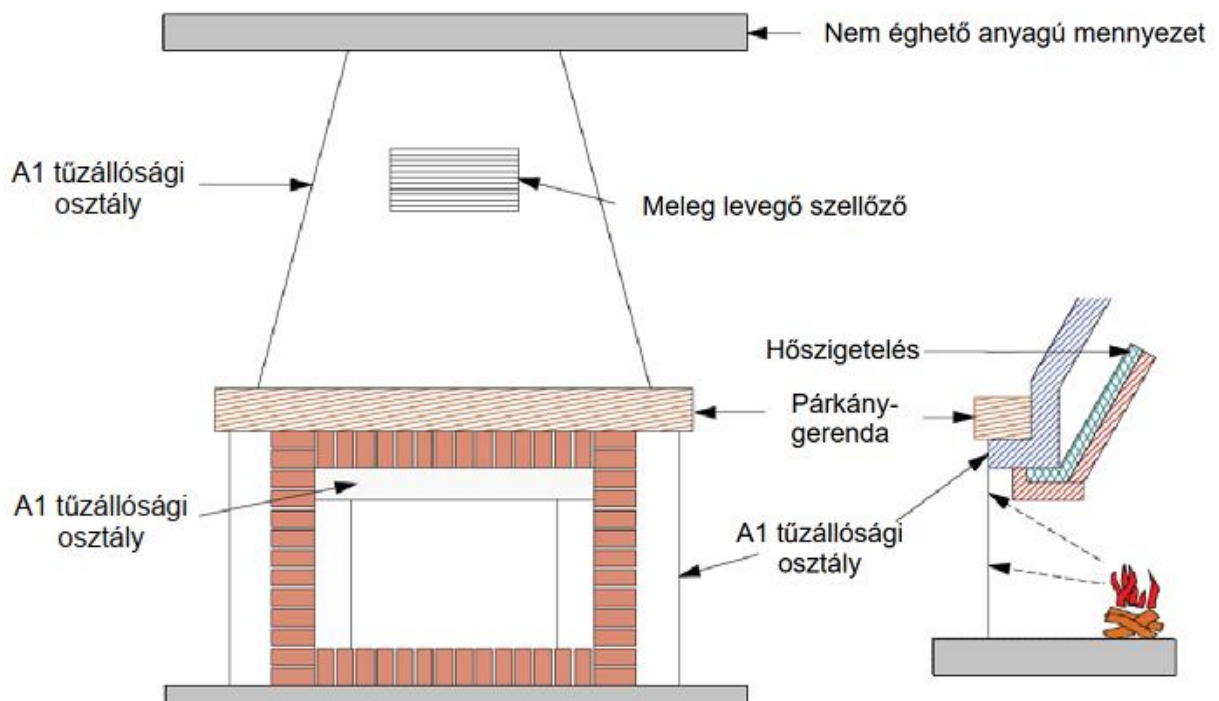 Nem éghető anyagú mennyezet
A1 tűzállósági
osztály
Meleg levegő szellőző
Hőszigetelés
Párkány-
gerenda
A1 tűzállósági
osztály
A1 tűzállósági
osztály